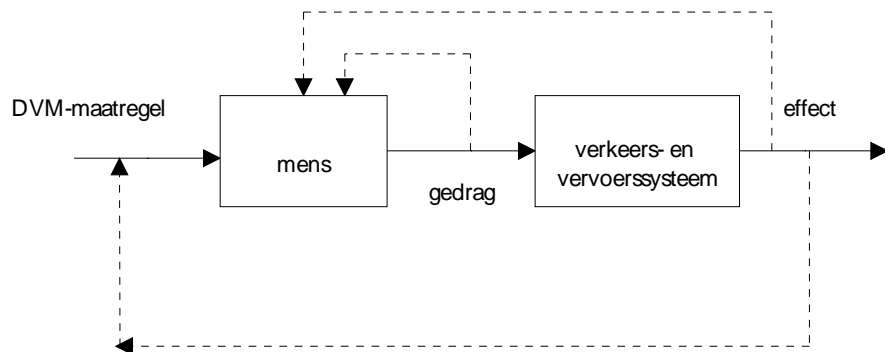 DVM-maatregel
mens
gedrag
verkeers- en
vervoerssysteem
effect